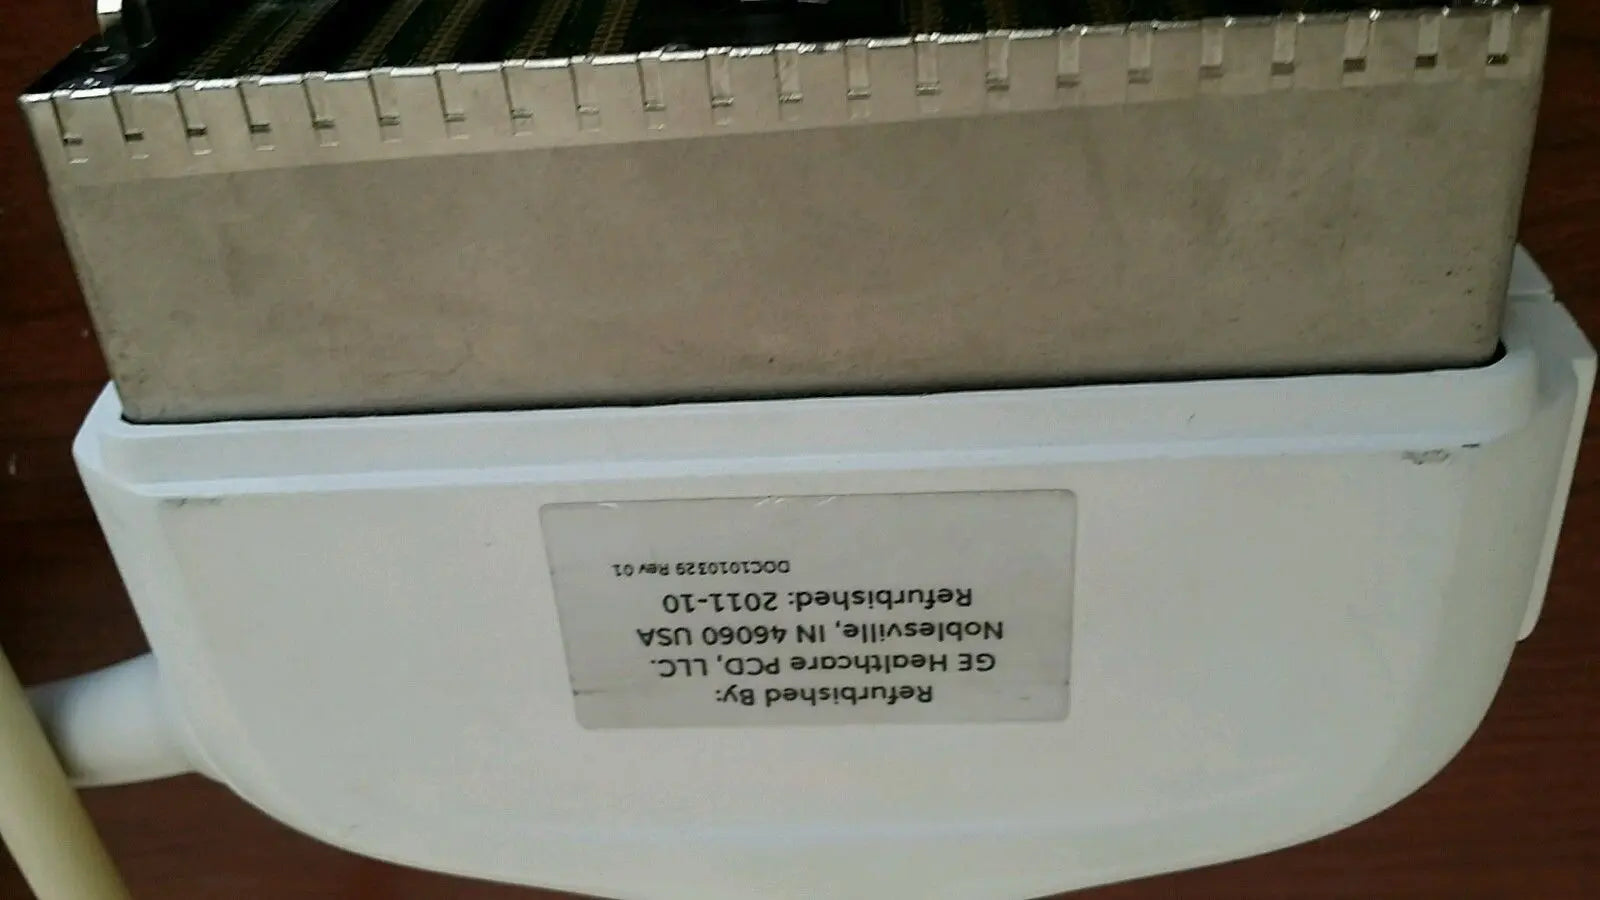 Refurbished By:
GE Healthcare PCD, LLC.
Noblesville, IN 46060 USA
Refurbished: 2011-10
DOC1010329 Rev 01